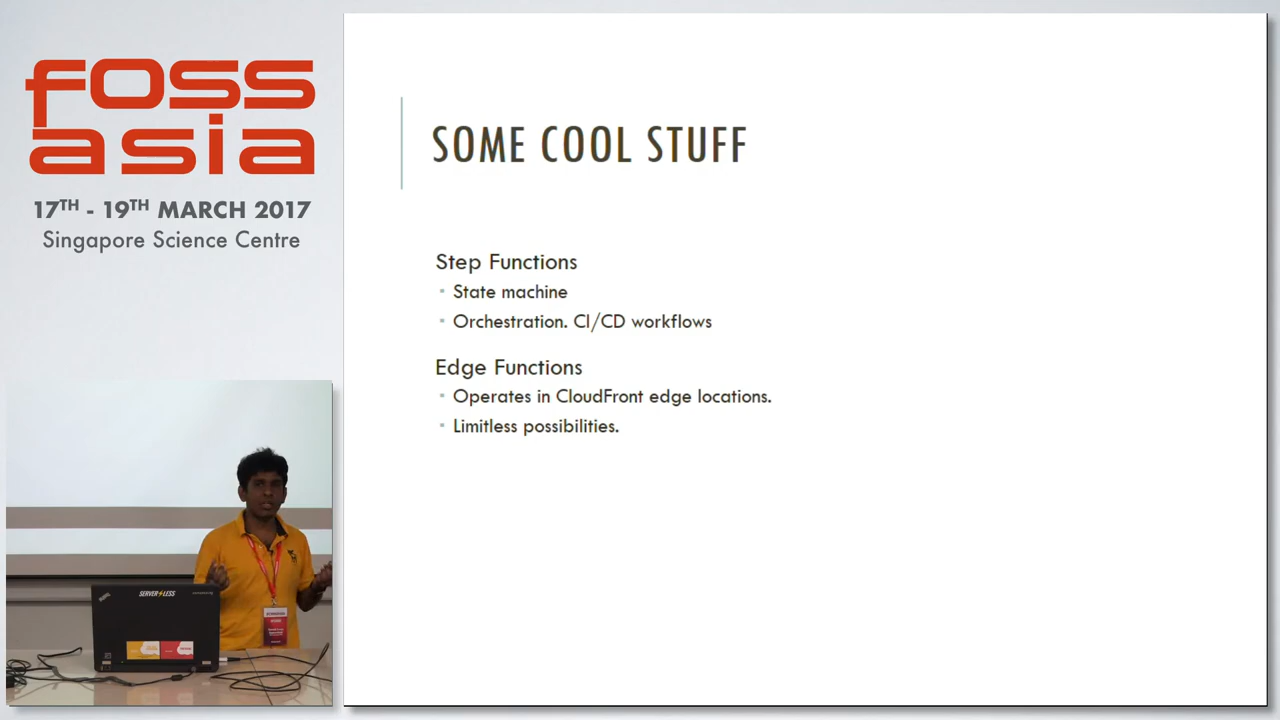 foss
asia
17TH - 19TH MARCH 2017
Singapore Science Centre
SOME COOL STUFF
Step Functions
State machine
Orchestration. CI/CD workflows
Edge Functions
Operates in CloudFront edge locations.
Limitless possibilities.
SERVERLESS